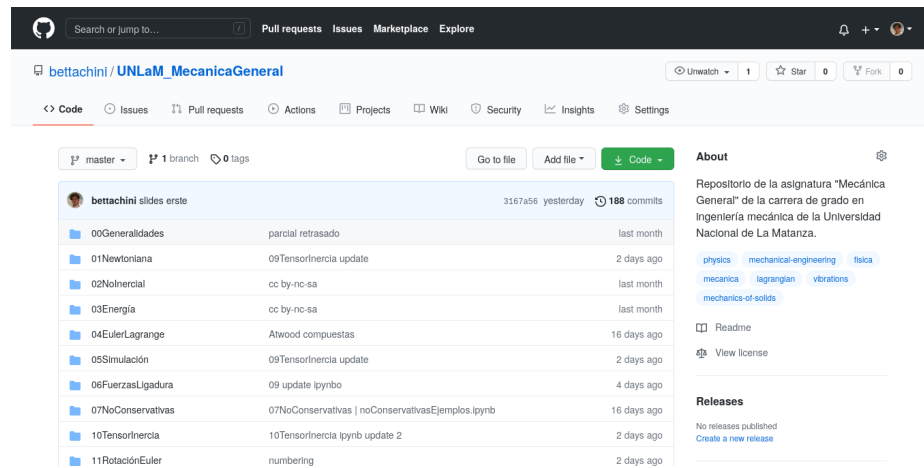 Search or jump to... / Pull requests Issues Marketplace Explore
bettachini / UNLaM_MecanicaGeneral Unwatch 1 Star 0 Fork 0
Code Issues Pull requests Actions Projects Wiki Security Insights Settings
master 1 branch 0 tags Go to file Add file Code
About
bettachini slides erste 3167a56 yesterday 188 commits
00Generalidades parcial retrasado last month
01Newtoniana 09TensorInercia update 2 days ago
02NoInercial cc by-nc-sa last month
03Energía cc by-nc-sa last month
04EulerLagrange Atwood compuestas 16 days ago
05Simulación 09TensorInercia update 2 days ago
06FuerzasLigadura 09 update ipynbo 4 days ago
07NoConservativas 07NoConservativas | noConservativasEjemplos.ipynb 16 days ago
10TensorInercia 10TensorInercia ipynb update 2 2 days ago
11RotaciónEuler numbering 2 days ago
Repositorio de la asignatura "Mecánica
General" de la carrera de grado en
ingeniería mecánica de la Universidad
Nacional de La Matanza.
physics mechanical-engineering fisica
mecanica lagrangian vibrations
mechanics-of-solids
Readme
View license
Releases
No releases published
Create a new release